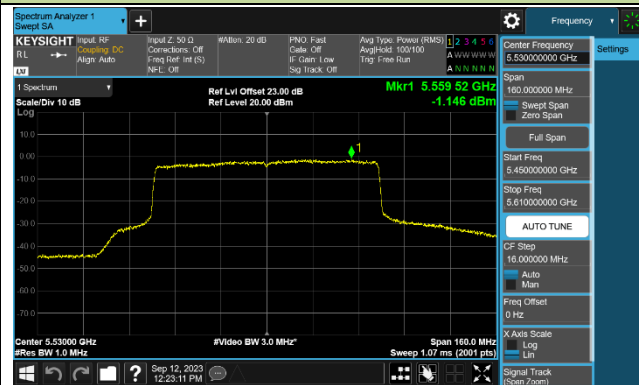 Spectrum Analyzer 1
Swept SA
Frequency
KEYSIGHT
RL
LXI
Input: RF
Coupling: DC
Align: Auto
Input Z: 50 Ω
Corrections: Off
Freq Ref: Int (S)
NFE: Off
#Atten: 20 dB
PNO: Fast
Gate: Off
IF Gain: Low
Sig Track: Off
Avg Type: Power (RMS)
Avg|Hold: 100/100
Trig: Free Run
1 2 3 4 5 6
A W W W W W
A N N N N N
1 Spectrum
Scale/Div 10 dB
Log
Ref Lvl Offset 23.00 dB
Ref Level 20.00 dBm
Mkr1 5.559 52 GHz
-1.146 dBm
1
10.0
0.00
-10.0
-20.0
-30.0
-40.0
-50.0
-60.0
-70.0
Center 5.53000 GHz
#Res BW 1.0 MHz
#Video BW 3.0 MHz*
Span 160.0 MHz
Sweep 1.07 ms (2001 pts)
Sep 12, 2023
12:23:11 PM
Center Frequency
5.530000000 GHz
Settings
Span
160.000000 MHz
Swept Span
Zero Span
Full Span
Start Freq
5.450000000 GHz
Stop Freq
5.610000000 GHz
AUTO TUNE
CF Step
16.000000 MHz
Auto
Man
Freq Offset
0 Hz
X Axis Scale
Log
Lin
Signal Track
(Span Zoom)